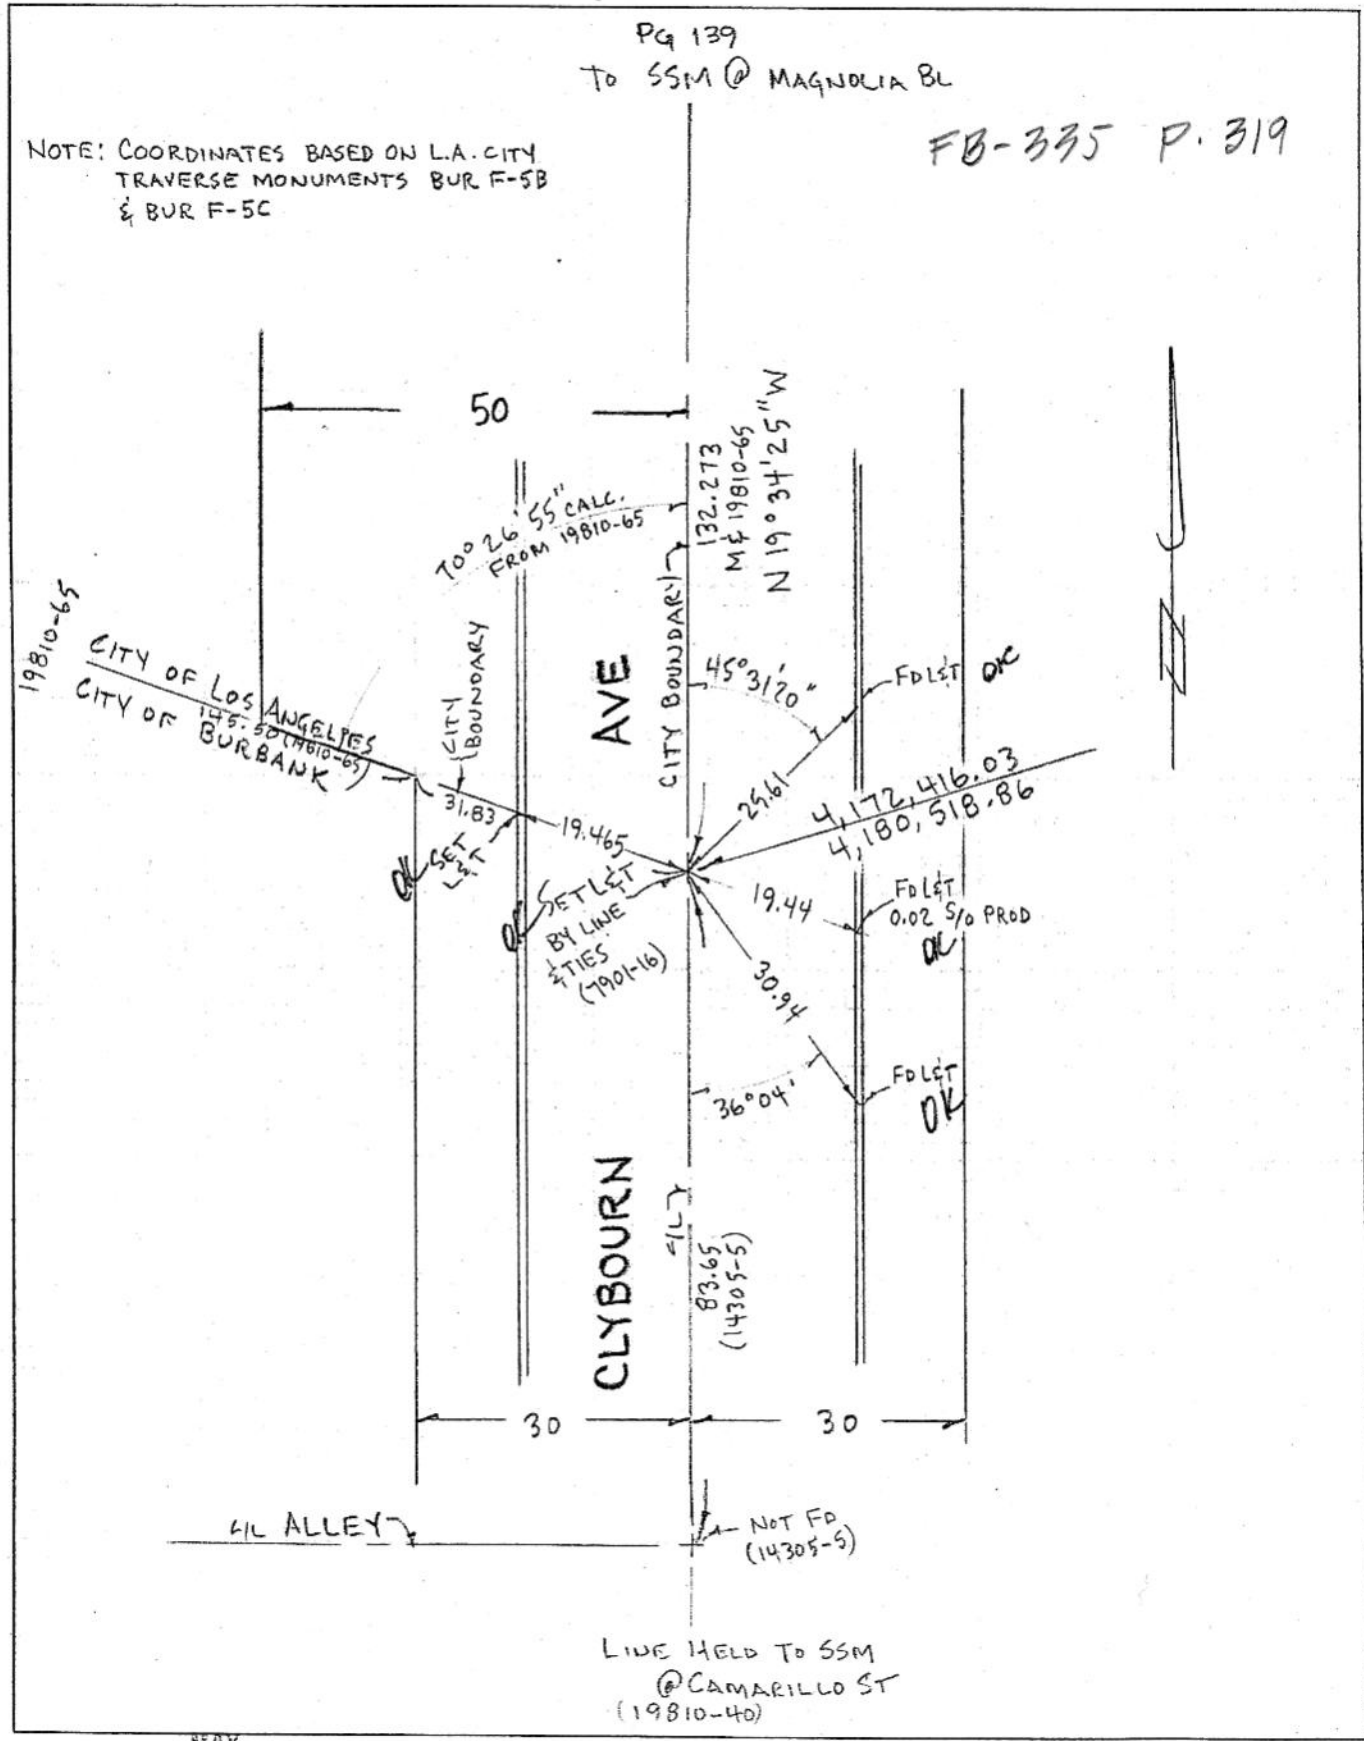 PG 139
TO SSM @ MAGNOLIA BL
FB-335 P. 319
NOTE: COORDINATES BASED ON L.A. CITY
TRAVERSE MONUMENTS BUR F-5B
& BUR F-5C
50
132.273
M & 19810-65
N 19° 34' 25" W
70° 26' 55" CALC.
FROM 19810-65
19810-65
CITY OF LOS ANGELES
145.50 (19810-65)
CITY OF BURBANK
CITY
BOUNDARY
AVE
CITY BOUNDARY
45° 31' 20"
FD L&T OK
25.61
4,172,416.03
4,180,518.86
31.83
19.465
OK SET
L&T
OK SET L&T
BY LINE
& TIES
(7901-16)
19.44
FD L&T
0.02 S/O PROD
OK
30.94
FD L&T
OK
36° 04'
CLYBOURN
C/L
83.65
(14305-5)
30
30
C/L ALLEY
NOT FD
(14305-5)
LINE HELD TO SSM
@ CAMARILLO ST
(19810-40)